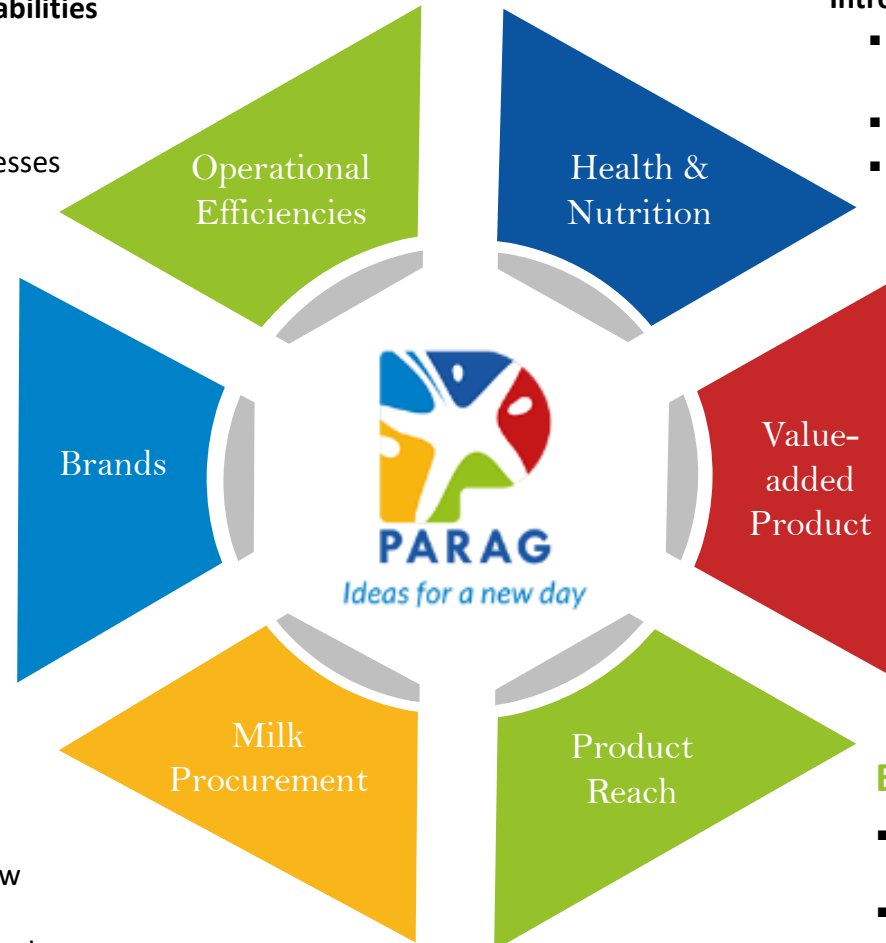 abilities
Intro
esses
Operational
Efficiencies
Health &
Nutrition
Brands
Value-
added
Product
PARAG
Ideas for a new day
Milk
Procurement
Product
Reach
E
w